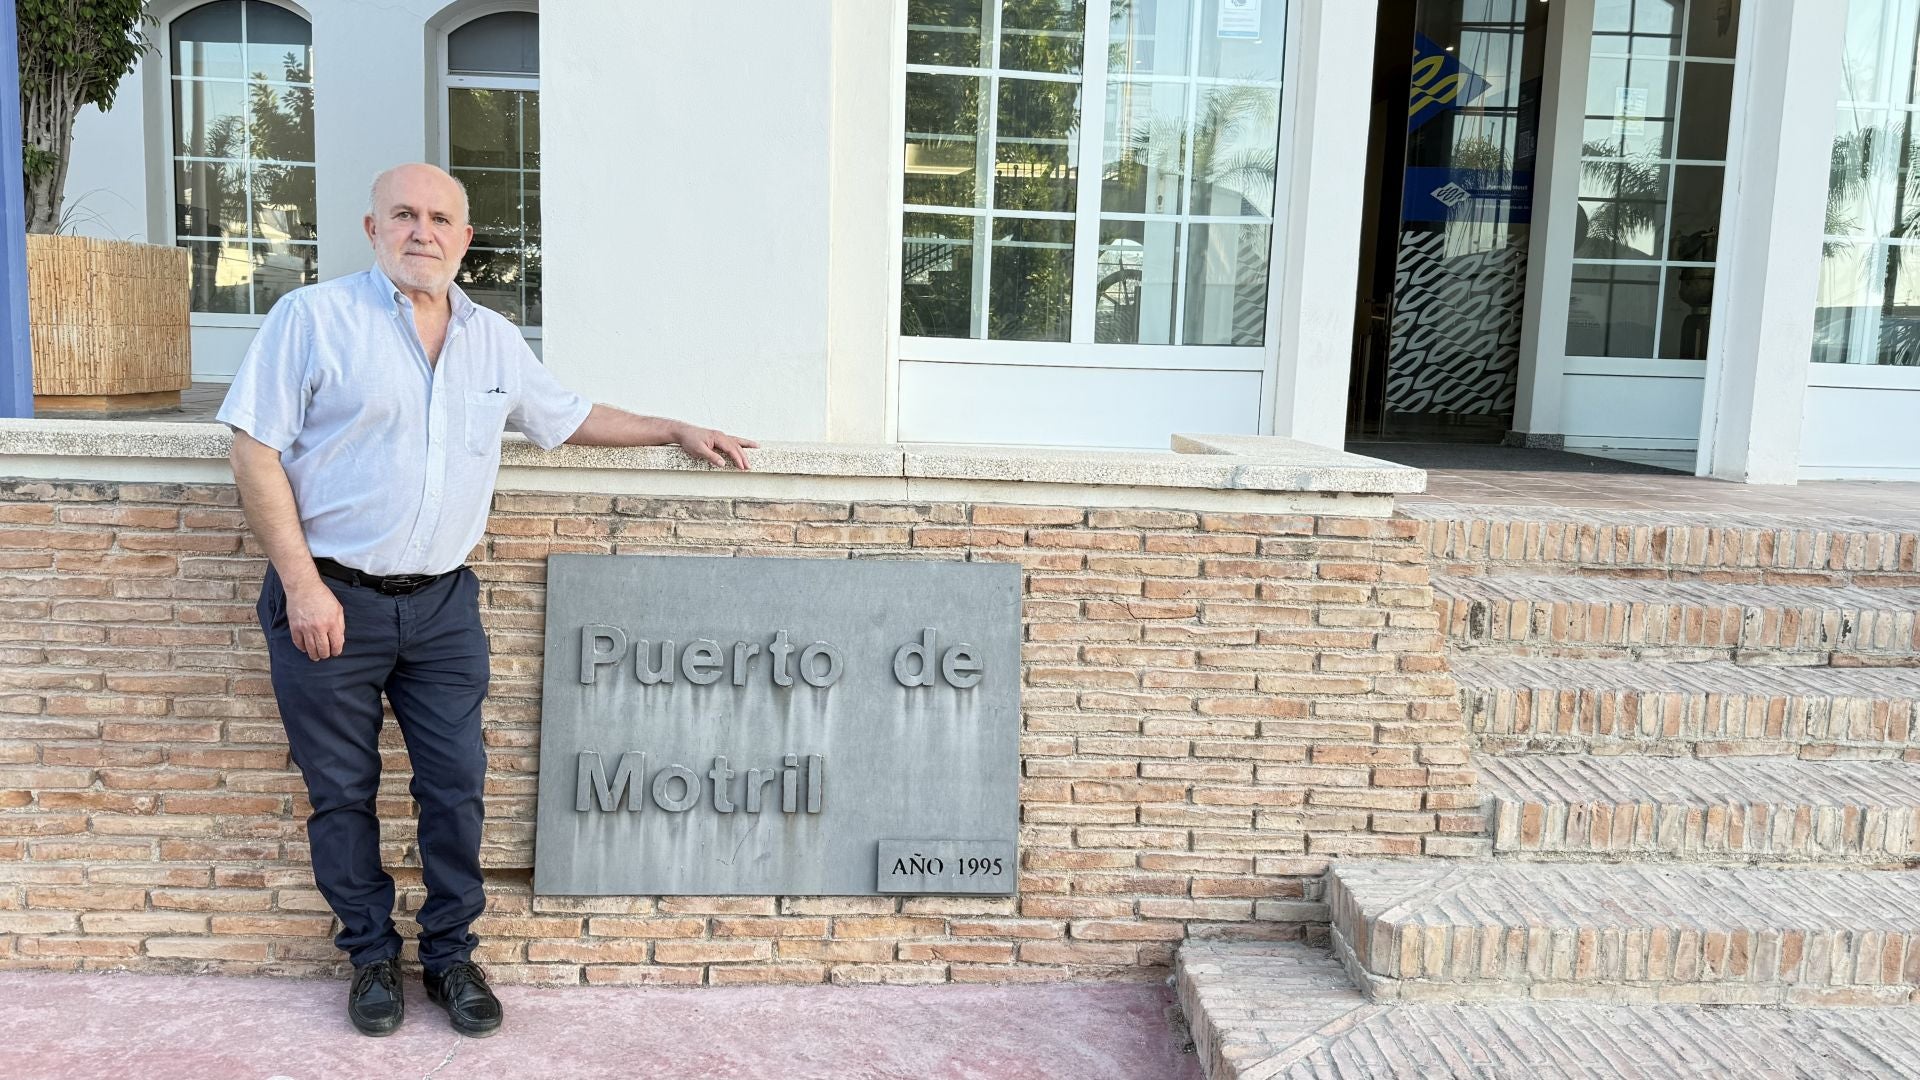 Puerto de
Motril
AÑO 1995